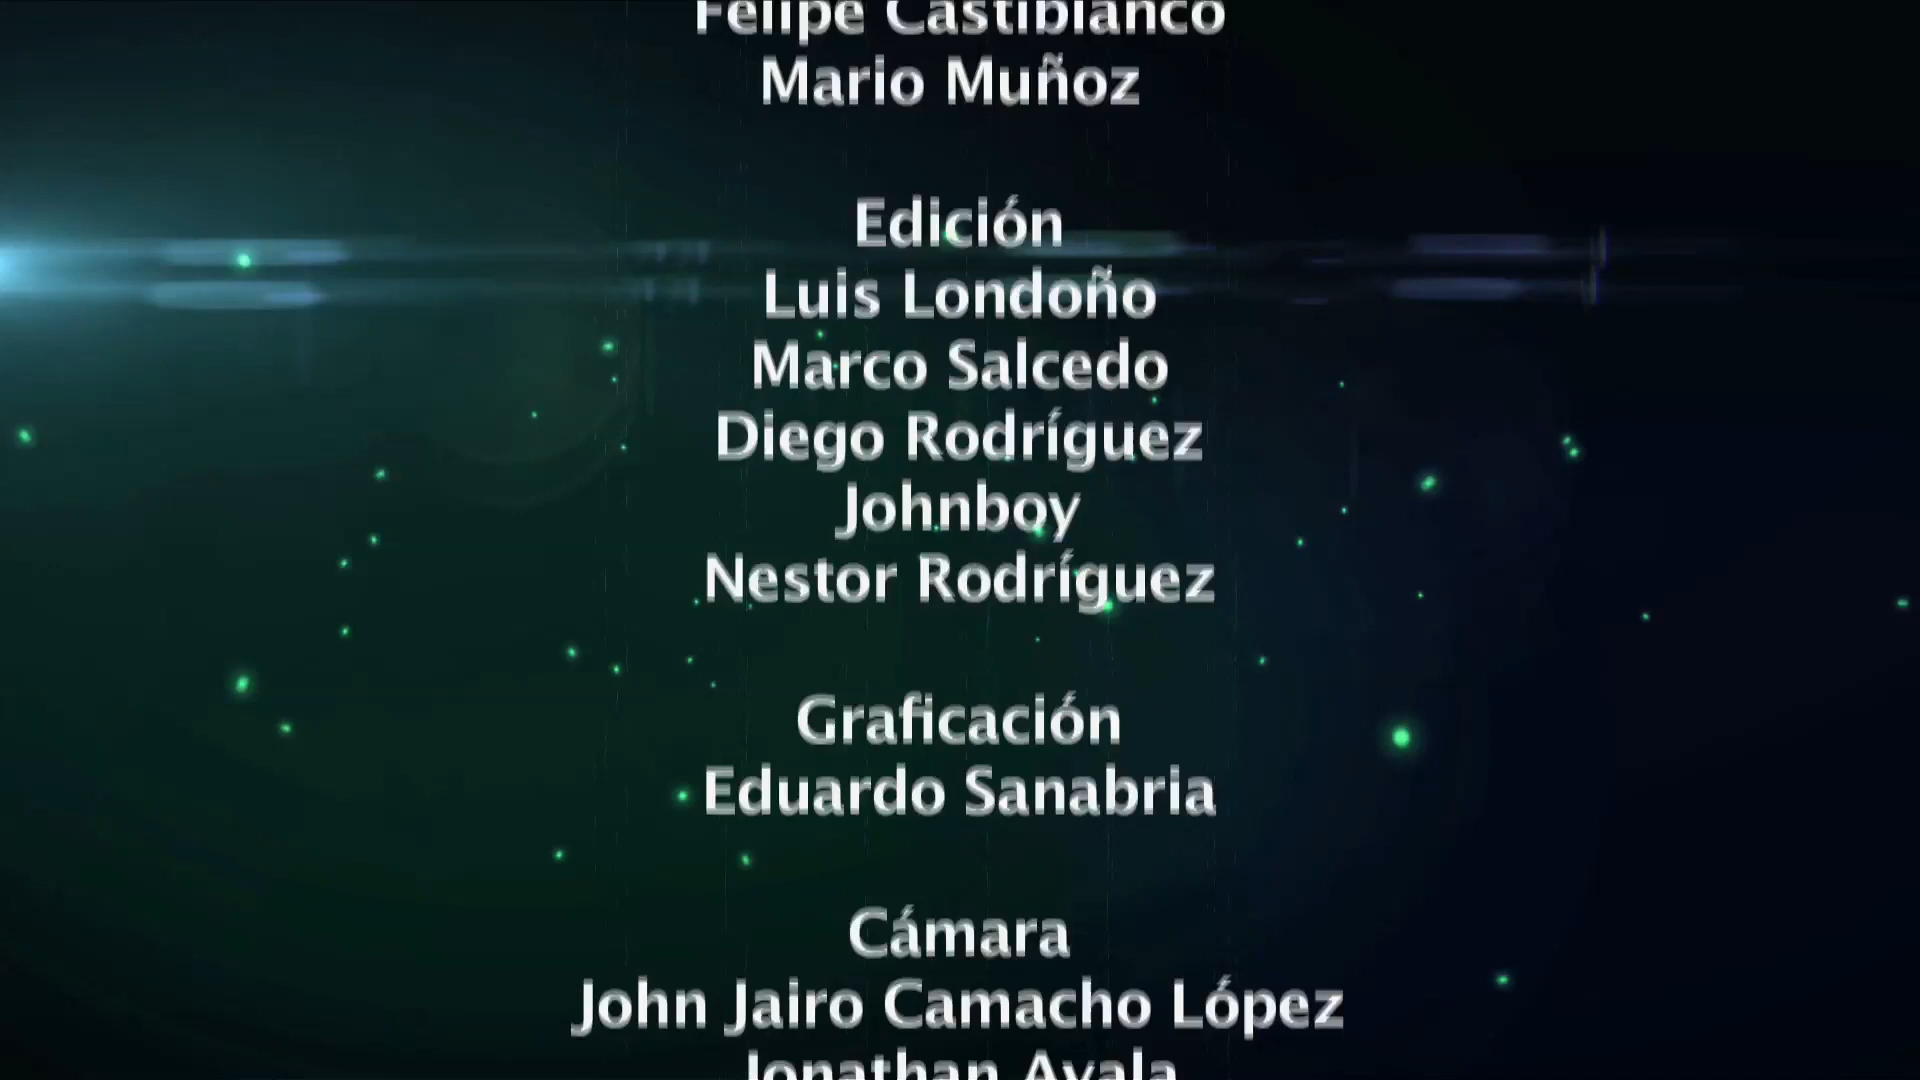 Felipe Castiblanco
Mario Muñoz
Edición
Luis Londoño
Marco Salcedo
Diego Rodríguez
Johnboy
Nestor Rodríguez
Graficación
Eduardo Sanabria
Cámara
John Jairo Camacho López
Jonathan Ayala